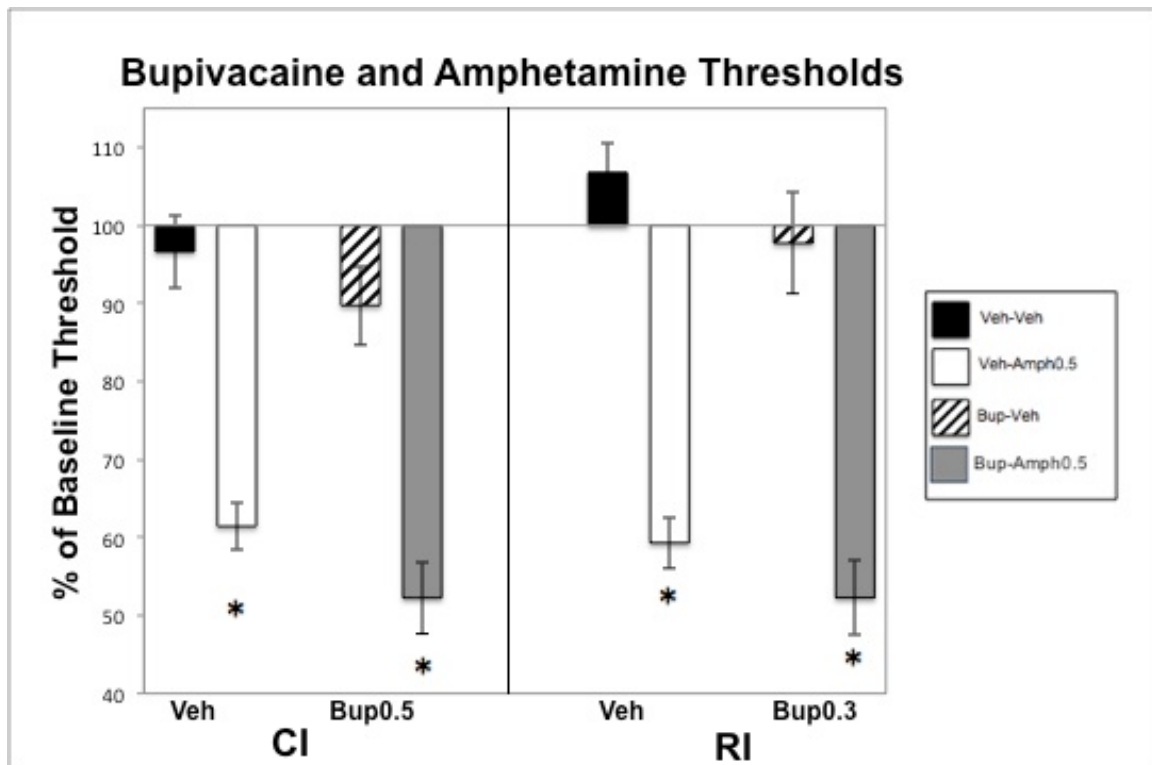 Bupivacaine and Amphetamine Thresholds
% of Baseline Threshold
110
100
90
80
70
60
50
40
*
*
*
*
Veh
Bup0.5
Veh
Bup0.3
CI
RI
Veh-Veh
Veh-Amph0.5
Bup-Veh
Bup-Amph0.5